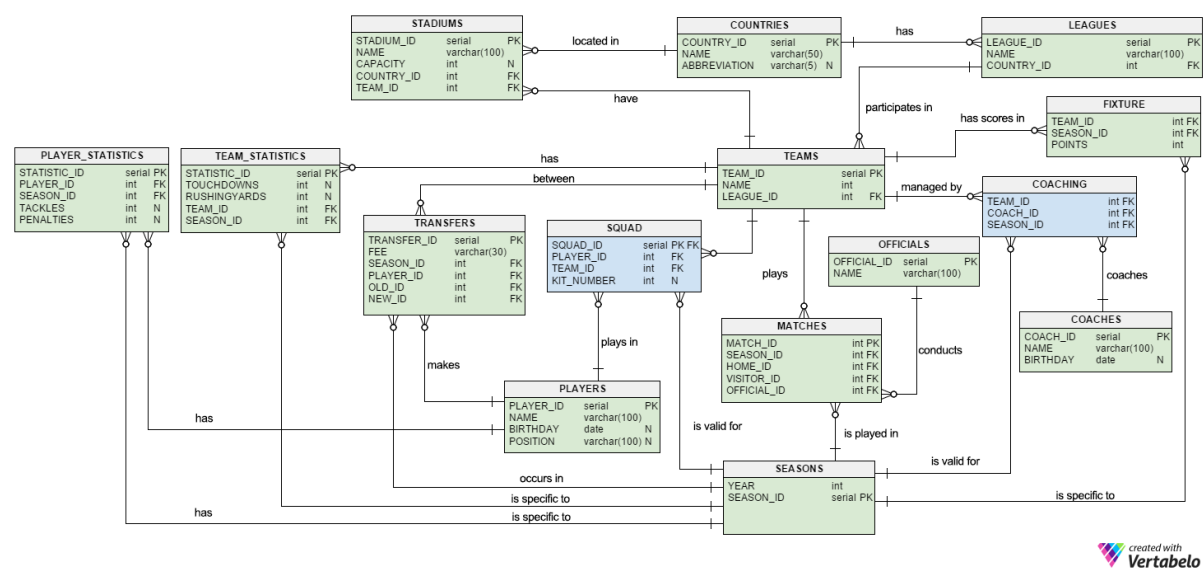 STADIUMS
STADIUM_ID serial PK
NAME varchar(100)
CAPACITY int N
COUNTRY_ID int FK
TEAM_ID int FK
located in
COUNTRIES
COUNTRY_ID serial PK
NAME varchar(50)
ABBREVIATION varchar(5) N
has
LEAGUES
LEAGUE_ID serial PK
NAME varchar(100)
COUNTRY_ID int FK
have
participates in
has scores in
FIXTURE
TEAM_ID int FK
SEASON_ID int FK
POINTS int
PLAYER_STATISTICS
STATISTIC_ID serial PK
PLAYER_ID int FK
SEASON_ID int FK
TACKLES int N
PENALTIES int N
TEAM_STATISTICS
STATISTIC_ID serial PK
TOUCHDOWNS int N
RUSHINGYARDS int N
TEAM_ID int FK
SEASON_ID int FK
has
between
TEAMS
TEAM_ID serial PK
NAME int
LEAGUE_ID int FK
managed by
COACHING
TEAM_ID int FK
COACH_ID int FK
SEASON_ID int FK
TRANSFERS
TRANSFER_ID serial PK
FEE varchar(30)
SEASON_ID int FK
PLAYER_ID int FK
OLD_ID int FK
NEW_ID int FK
SQUAD
SQUAD_ID serial PK FK
PLAYER_ID int FK
TEAM_ID int FK
KIT_NUMBER int N
plays
OFFICIALS
OFFICIAL_ID serial PK
NAME varchar(100)
coaches
COACHES
COACH_ID serial PK
NAME varchar(100)
BIRTHDAY date N
MATCHES
MATCH_ID int PK
SEASON_ID int FK
HOME_ID int FK
VISITOR_ID int FK
OFFICIAL_ID int FK
conducts
plays in
makes
PLAYERS
PLAYER_ID serial PK
NAME varchar(100)
BIRTHDAY date N
POSITION varchar(100) N
has
is valid for
is played in
is valid for
SEASONS
YEAR int
SEASON_ID serial PK
occurs in
is specific to
is specific to
has
is specific to
created with
Vertabelo